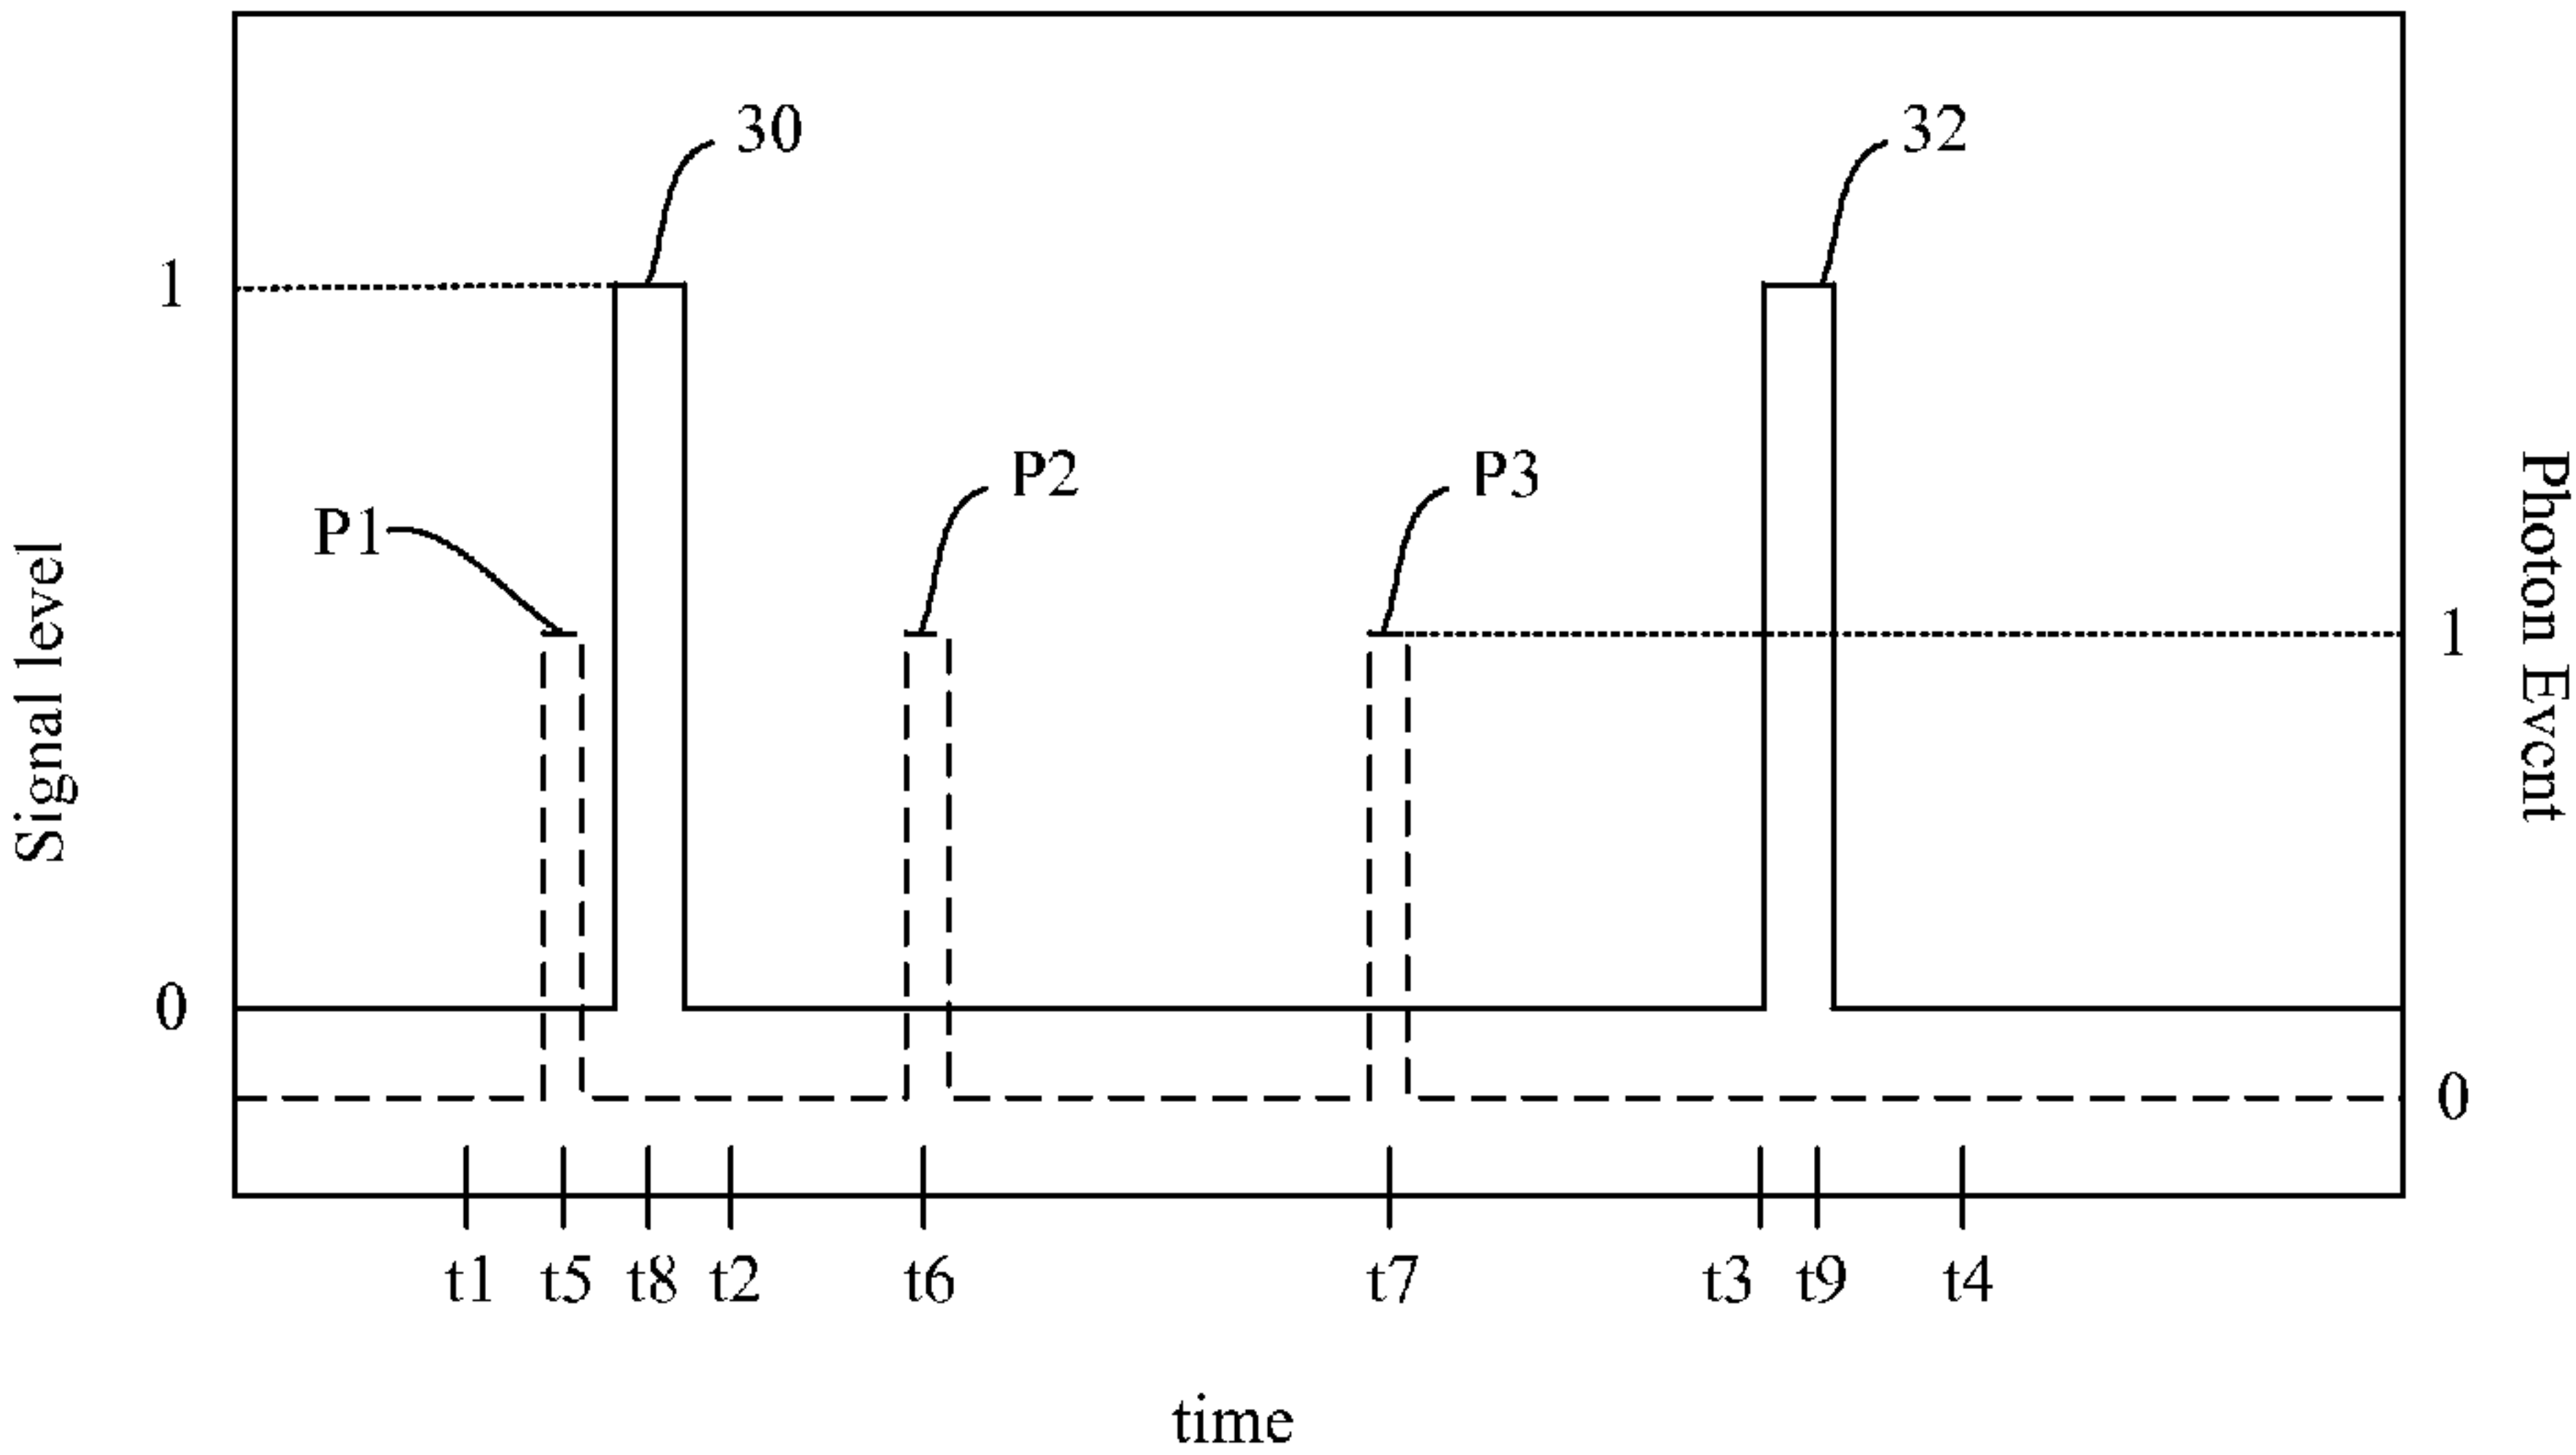 30
32
1
P2
P3
P1
1
Signal level
Photon Event
0
0
t1 t5 t8 t2 t6 t7 t3 t9 t4
time